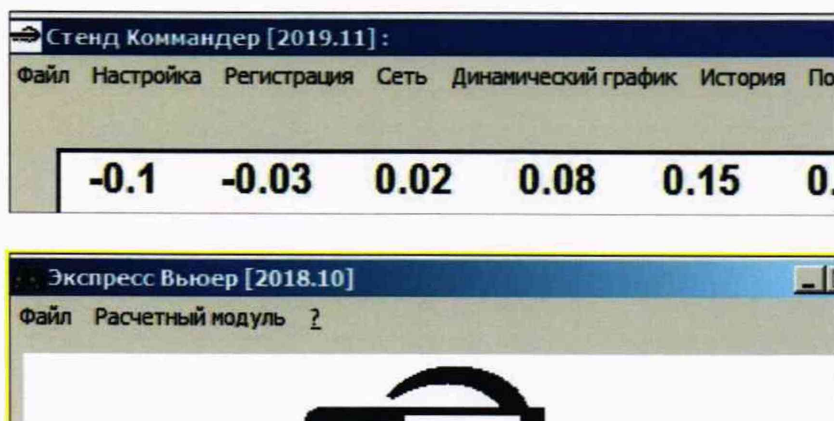 Стенд Коммандер [2019.11] :
Файл Настройка Регистрация Сеть Динамический график История
-0.1 -0.03 0.02 0.08 0.15
Экспресс Вьюер [2018.10]
Файл Расчетный модуль ?